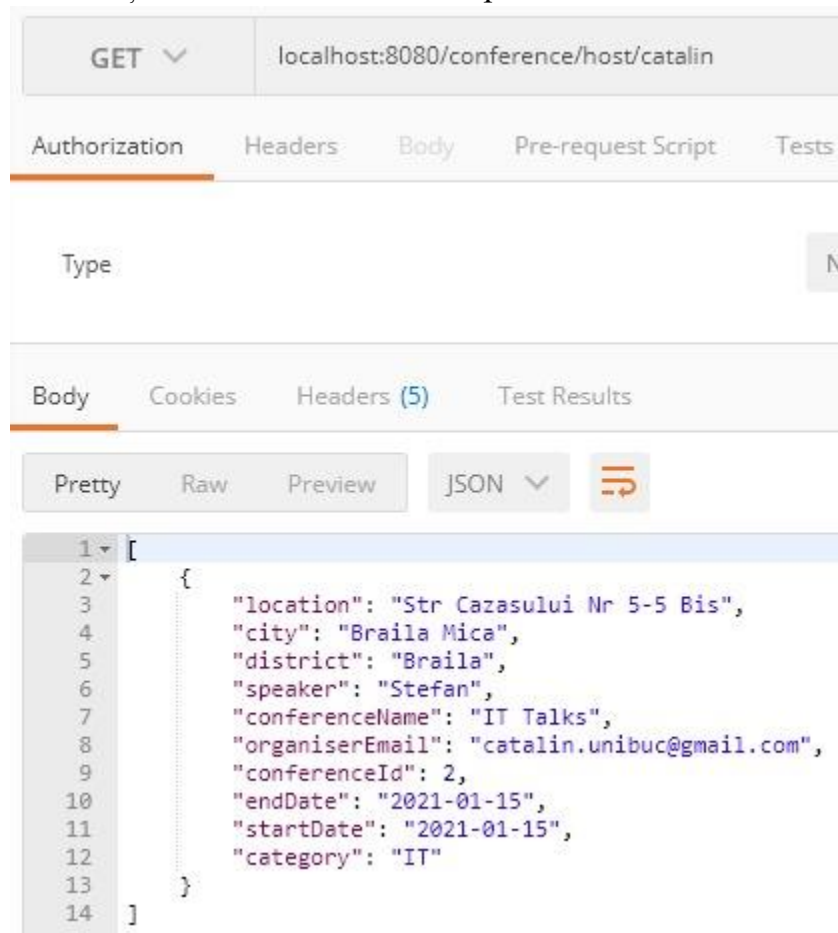 GET localhost:8080/conference/host/catalin
Authorization Headers Body Pre-request Script Tests
Type N
Body Cookies Headers (5) Test Results
Pretty Raw Preview JSON
1 [
2 {
3 "location": "Str Cazasului Nr 5-5 Bis",
4 "city": "Braila Mica",
5 "district": "Braila",
6 "speaker": "Stefan",
7 "conferenceName": "IT Talks",
8 "organiserEmail": "catalin.unibuc@gmail.com",
9 "conferenceId": 2,
10 "endDate": "2021-01-15",
11 "startDate": "2021-01-15",
12 "category": "IT"
13 }
14 ]